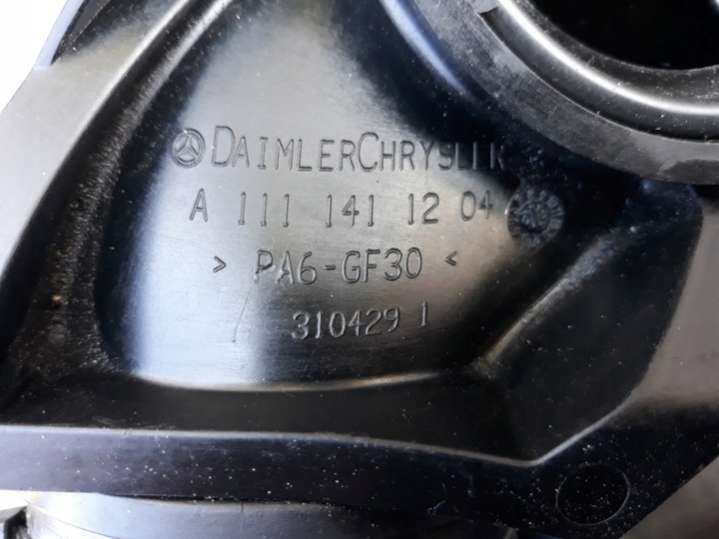 DAIMLERCHRYSLER
A 111 141 12 04
> PA6-GF30 <
310429 1